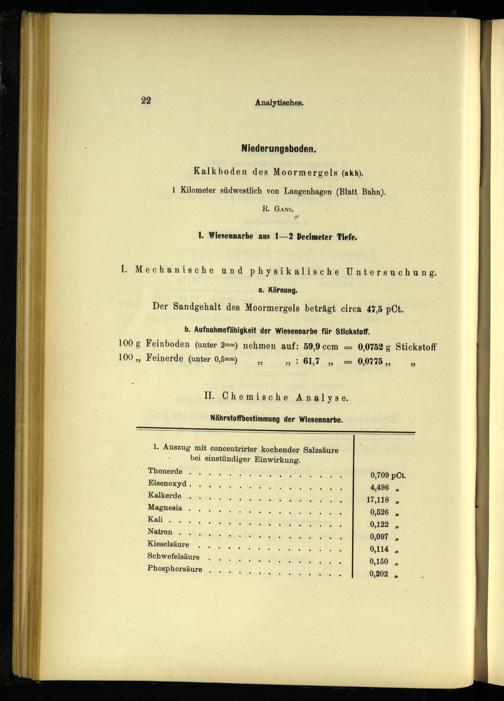 22 Analytisches.
Niederungsboden.
Kalkboden des Moormergels (akh).
1 Kilometer südwestlich von Langenhagen (Blatt Bahn).
R. Gans.
1. Wiesennarbe aus 1—2 Decimeter Tiefe.
I. Mechanische und physikalische Untersuchung.
a. Körnung.
Der Sandgehalt des Moormergels beträgt circa 47,5 pCt.
b. Aufnahmefähigkeit der Wiesennarbe für Stickstoff.
100 g Feinboden (unter 2mm) nehmen auf: 59,9 ccm = 0,0752 g Stickstoff
100 „ Feinerde (unter 0,5mm) „ „ : 61,7 „ = 0,0775 „ „
II. Chemische Analyse.
Nährstoffbestimmung der Wiesennarbe.
1. Auszug mit concentrirter kochender Salzsäure
bei einstündiger Einwirkung.
Thonerde . . . . . . . . . . . . . . . 0,709 pCt.
Eisenoxyd . . . . . . . . . . . . . . . 4,496 „
Kalkerde . . . . . . . . . . . . . . . 17,118 „
Magnesia . . . . . . . . . . . . . . . 0,526 „
Kali . . . . . . . . . . . . . . . . . 0,122 „
Natron . . . . . . . . . . . . . . . . 0,097 „
Kieselsäure . . . . . . . . . . . . . . 0,114 „
Schwefelsäure . . . . . . . . . . . . . 0,150 „
Phosphorsäure . . . . . . . . . . . . . 0,202 „